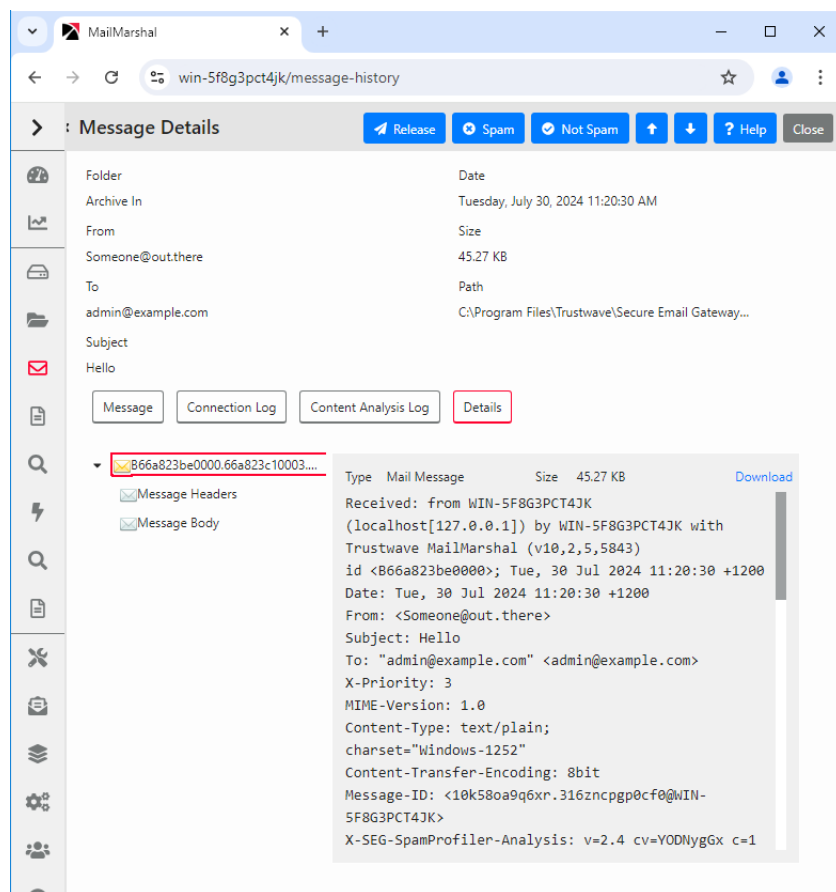 MailMarshal
win-5f8g3pct4jk/message-history
Message Details
Release
Spam
Not Spam
? Help
Close
Folder
Archive In
From
Someone@out.there
To
admin@example.com
Subject
Hello
Date
Tuesday, July 30, 2024 11:20:30 AM
Size
45.27 KB
Path
C:\Program Files\Trustwave\Secure Email Gateway...
Message
Connection Log
Content Analysis Log
Details
B66a823be0000.66a823c10003....
Message Headers
Message Body
Type Mail Message Size 45.27 KB Download
Received: from WIN-5F8G3PCT4JK
(localhost[127.0.0.1]) by WIN-5F8G3PCT4JK with
Trustwave MailMarshal (v10,2,5,5843)
id <B66a823be0000>; Tue, 30 Jul 2024 11:20:30 +1200
Date: Tue, 30 Jul 2024 11:20:30 +1200
From: <Someone@out.there>
Subject: Hello
To: "admin@example.com" <admin@example.com>
X-Priority: 3
MIME-Version: 1.0
Content-Type: text/plain;
charset="Windows-1252"
Content-Transfer-Encoding: 8bit
Message-ID: <10k58oa9q6xr.316zncpgp0cf0@WIN-
5F8G3PCT4JK>
X-SEG-SpamProfiler-Analysis: v=2.4 cv=YODNygGx c=1